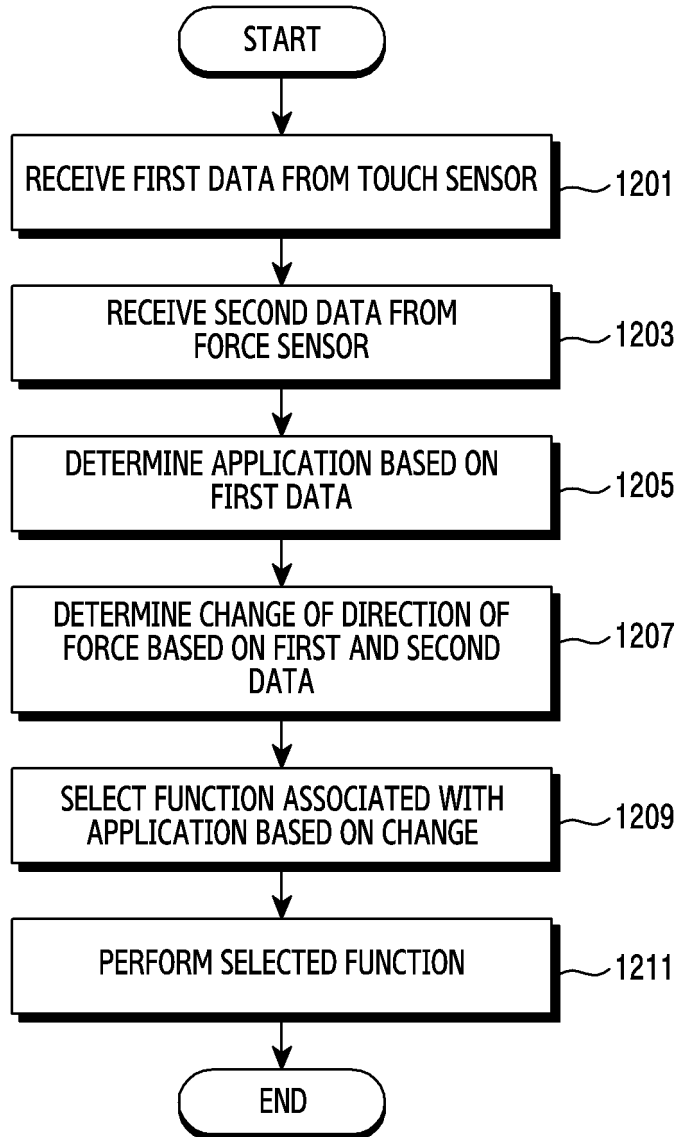 START
RECEIVE FIRST DATA FROM TOUCH SENSOR
1201
RECEIVE SECOND DATA FROM
FORCE SENSOR
1203
DETERMINE APPLICATION BASED ON
FIRST DATA
1205
DETERMINE CHANGE OF DIRECTION OF
FORCE BASED ON FIRST AND SECOND
DATA
1207
SELECT FUNCTION ASSOCIATED WITH
APPLICATION BASED ON CHANGE
1209
PERFORM SELECTED FUNCTION
1211
END